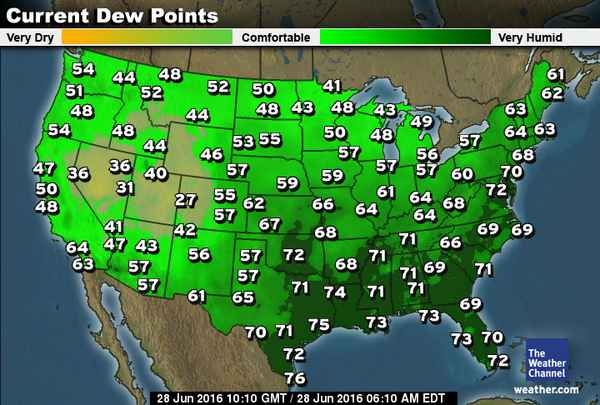 Current Dew Points
Very Dry Comfortable Very Humid
54 44 48 52 50 41 61
51 52 62
48 44 48 43 48 43 49 63
54 48 44 53 55 50 48 57 64 63
46 57 56 68
47 36 36 40 57 59 59 57 57 60 70
50 31 27 55 61 72
48 57 62 66 64 64 68
64
41 42 67 68 69 69
64 47 43 56 57 72 71 66
63 57 57 68 71 69 71
57 61 65 71 74 71 71
71
69
70 71 75 73 73 73 70
72 72
76
The Weather Channel
weather.com
28 Jun 2016 10:10 GMT / 28 Jun 2016 06:10 AM EDT